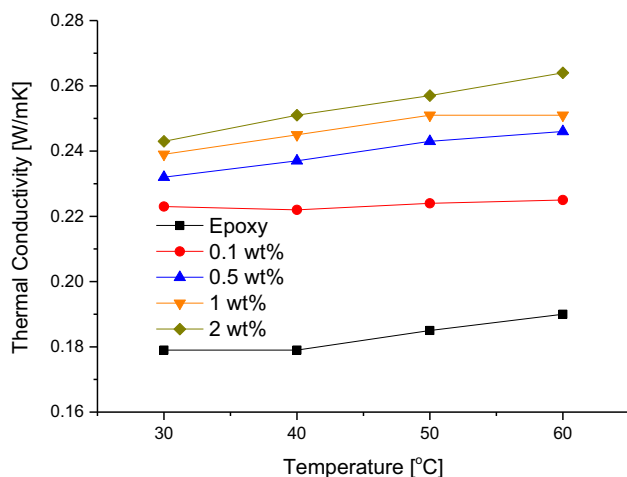 0.28
0.26
0.24
0.22
0.20
0.18
0.16
Thermal Conductivity [W/mK]
Epoxy
0.1 wt%
0.5 wt%
1 wt%
2 wt%
30 40 50 60
Temperature [°C]